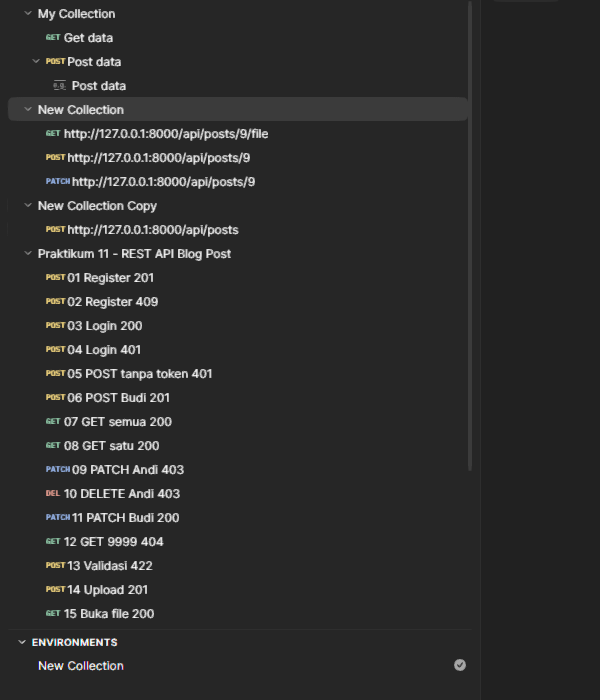 My Collection
GET Get data
POST Post data
e.g. Post data
New Collection
GET http://127.0.0.1:8000/api/posts/9/file
POST http://127.0.0.1:8000/api/posts/9
PATCH http://127.0.0.1:8000/api/posts/9
New Collection Copy
POST http://127.0.0.1:8000/api/posts
Praktikum 11 - REST API Blog Post
POST 01 Register 201
POST 02 Register 409
POST 03 Login 200
POST 04 Login 401
POST 05 POST tanpa token 401
POST 06 POST Budi 201
GET 07 GET semua 200
GET 08 GET satu 200
PATCH 09 PATCH Andi 403
DEL 10 DELETE Andi 403
PATCH 11 PATCH Budi 200
GET 12 GET 9999 404
POST 13 Validasi 422
POST 14 Upload 201
GET 15 Buka file 200
ENVIRONMENTS
New Collection